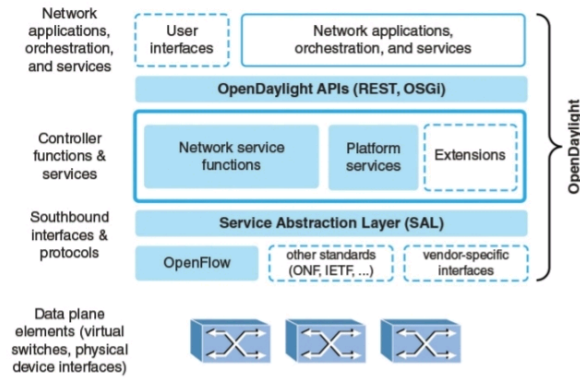 Network
applications,
orchestration,
and services
User
interfaces
Network applications,
orchestration, and services
OpenDaylight APIs (REST, OSGi)
Controller
functions &
services
Network service
functions
Platform
services
Extensions
OpenDaylight
Southbound
interfaces &
protocols
Service Abstraction Layer (SAL)
OpenFlow
other standards
(ONF, IETF, ...)
vendor-specific
interfaces
Data plane
elements (virtual
switches, physical
device interfaces)